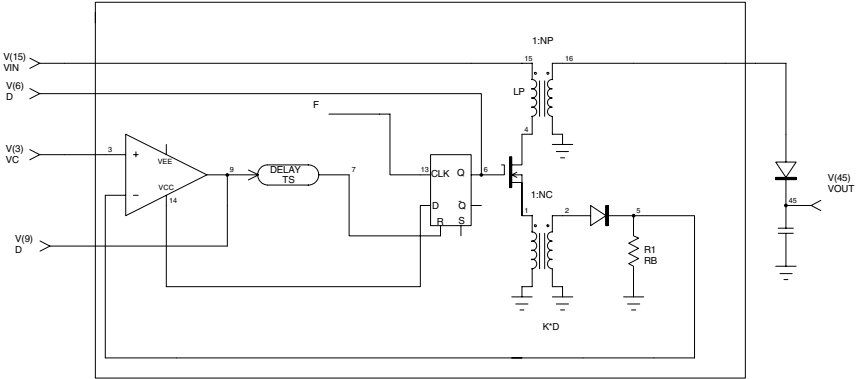 1:NP
V(15)
VIN
15
16
V(6)
D
LP
F
4
V(3)
VC
3
+
VEE
−
VCC
14
9
DELAY
TS
7
13
CLK
Q
6
D
Q
R
S
1:NC
1
2
5
R1
RB
V(45)
VOUT
45
V(9)
D
K*D